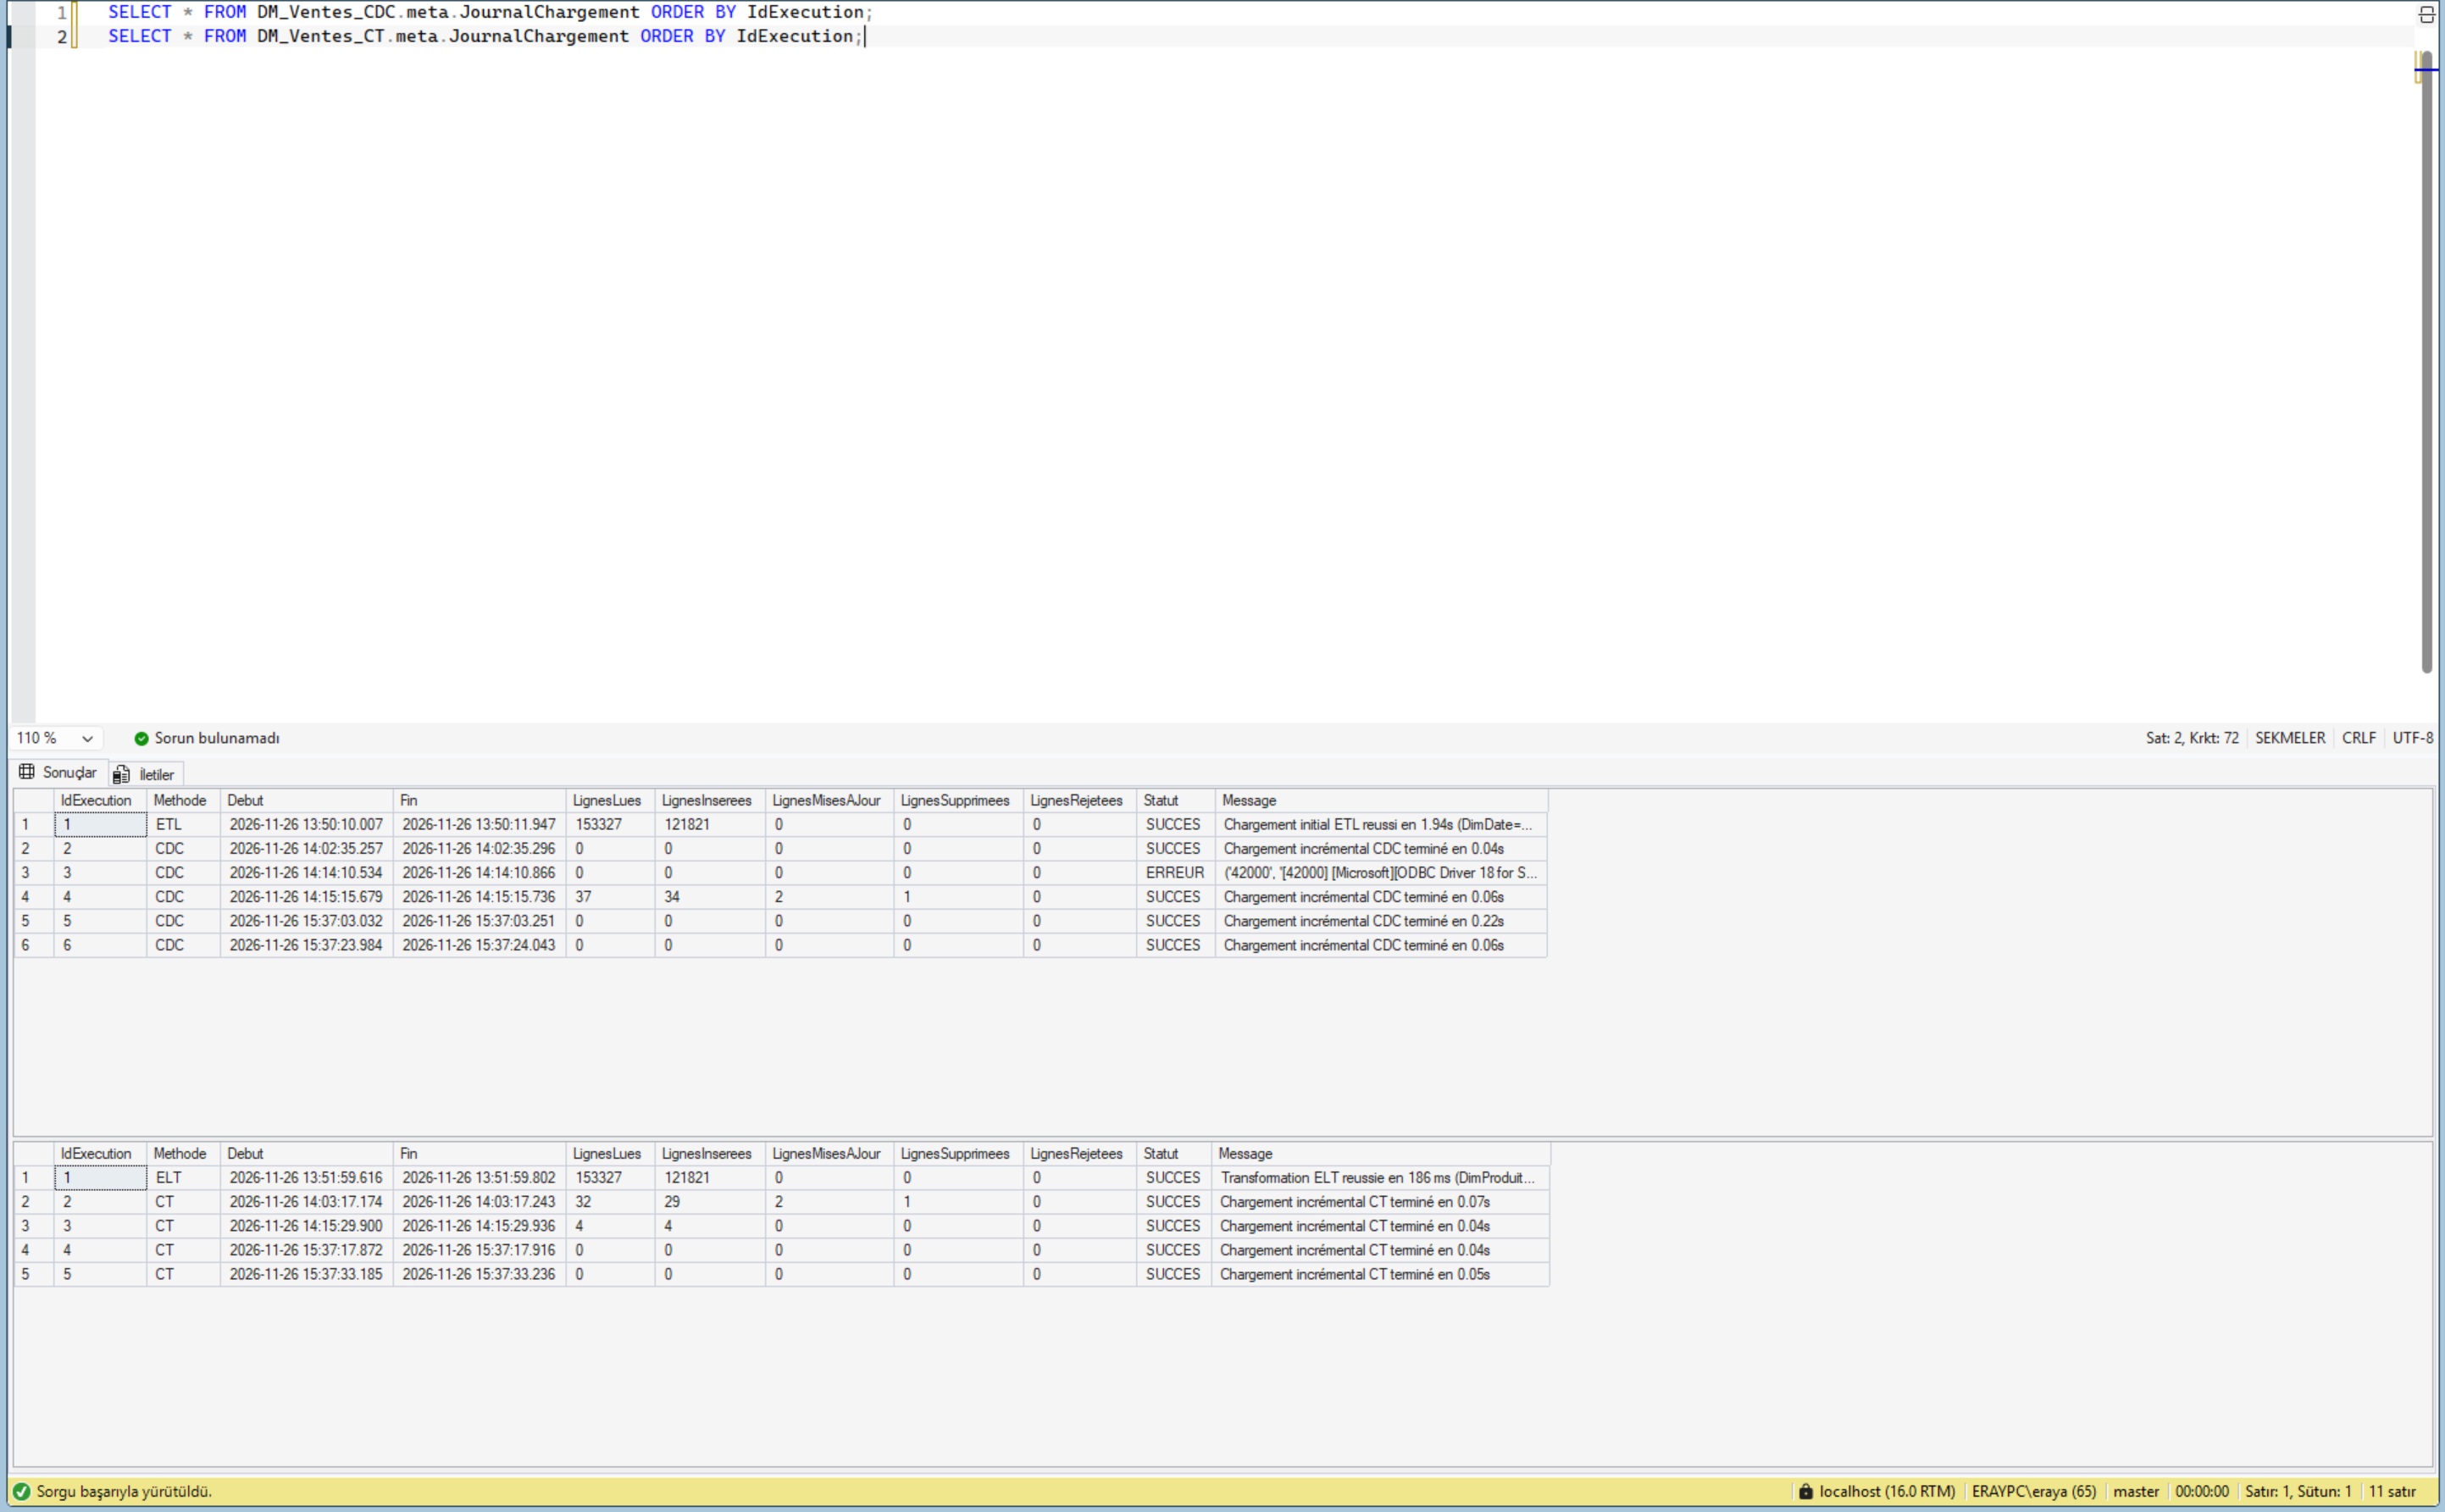 1 SELECT * FROM DM_Ventes_CDC.meta.JournalChargement ORDER BY IdExecution;
2 SELECT * FROM DM_Ventes_CT.meta.JournalChargement ORDER BY IdExecution;
110 % Sorun bulunamadı Sat: 2, Krkt: 72 SEKMELER CRLF UTF-8
Sonuçlar İletiler
IdExecution Methode Debut Fin LignesLues LignesInserees LignesMisesAJour LignesSupprimees LignesRejetees Statut Message
1 1 ETL 2026-11-26 13:50:10.007 2026-11-26 13:50:11.947 153327 121821 0 0 0 SUCCES Chargement initial ETL reussi en 1.94s (DimDate=...
2 2 CDC 2026-11-26 14:02:35.257 2026-11-26 14:02:35.296 0 0 0 0 0 SUCCES Chargement incrémental CDC terminé en 0.04s
3 3 CDC 2026-11-26 14:14:10.534 2026-11-26 14:14:10.866 0 0 0 0 0 ERREUR ('42000', '[42000] [Microsoft][ODBC Driver 18 for S...
4 4 CDC 2026-11-26 14:15:15.679 2026-11-26 14:15:15.736 37 34 2 1 0 SUCCES Chargement incrémental CDC terminé en 0.06s
5 5 CDC 2026-11-26 15:37:03.032 2026-11-26 15:37:03.251 0 0 0 0 0 SUCCES Chargement incrémental CDC terminé en 0.22s
6 6 CDC 2026-11-26 15:37:23.984 2026-11-26 15:37:24.043 0 0 0 0 0 SUCCES Chargement incrémental CDC terminé en 0.06s
IdExecution Methode Debut Fin LignesLues LignesInserees LignesMisesAJour LignesSupprimees LignesRejetees Statut Message
1 1 ELT 2026-11-26 13:51:59.616 2026-11-26 13:51:59.802 153327 121821 0 0 0 SUCCES Transformation ELT reussie en 186 ms (DimProduit...
2 2 CT 2026-11-26 14:03:17.174 2026-11-26 14:03:17.243 32 29 2 1 0 SUCCES Chargement incrémental CT terminé en 0.07s
3 3 CT 2026-11-26 14:15:29.900 2026-11-26 14:15:29.936 4 4 0 0 0 SUCCES Chargement incrémental CT terminé en 0.04s
4 4 CT 2026-11-26 15:37:17.872 2026-11-26 15:37:17.916 0 0 0 0 0 SUCCES Chargement incrémental CT terminé en 0.04s
5 5 CT 2026-11-26 15:37:33.185 2026-11-26 15:37:33.236 0 0 0 0 0 SUCCES Chargement incrémental CT terminé en 0.05s
Sorgu başarıyla yürütüldü. localhost (16.0 RTM) ERAYPC\eraya (65) master 00:00:00 Satır: 1, Sütun: 1 11 satır